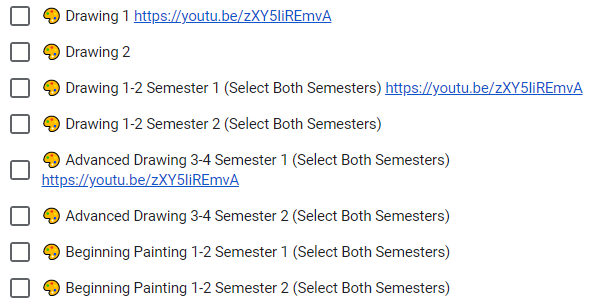 🎨 Drawing 1 https://youtu.be/zXY5IiREmvA
🎨 Drawing 2
🎨 Drawing 1-2 Semester 1 (Select Both Semesters) https://youtu.be/zXY5IiREmvA
🎨 Drawing 1-2 Semester 2 (Select Both Semesters)
🎨 Advanced Drawing 3-4 Semester 1 (Select Both Semesters)
https://youtu.be/zXY5IiREmvA
🎨 Advanced Drawing 3-4 Semester 2 (Select Both Semesters)
🎨 Beginning Painting 1-2 Semester 1 (Select Both Semesters)
🎨 Beginning Painting 1-2 Semester 2 (Select Both Semesters)